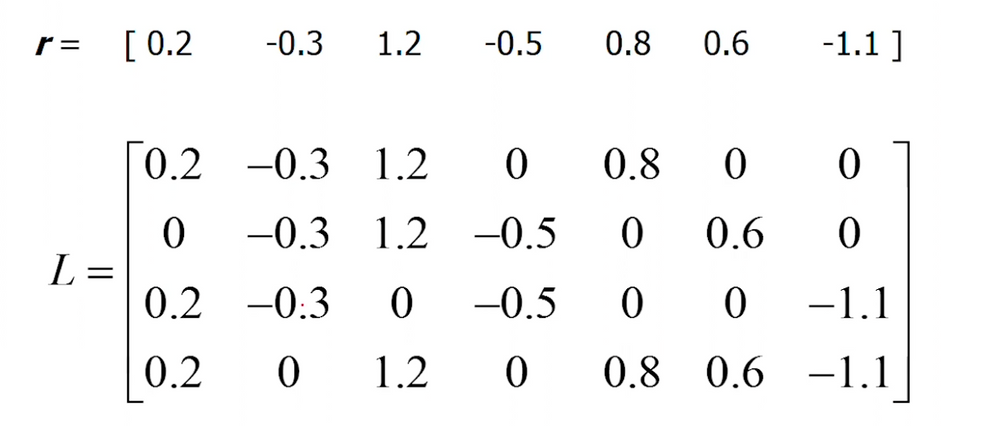 r = [ 0.2 -0.3 1.2 -0.5 0.8 0.6 -1.1 ]
0.2 –0.3 1.2 0 0.8 0 0
0 –0.3 1.2 –0.5 0 0.6 0
L =
0.2 –0.3 0 –0.5 0 0 –1.1
0.2 0 1.2 0 0.8 0.6 –1.1